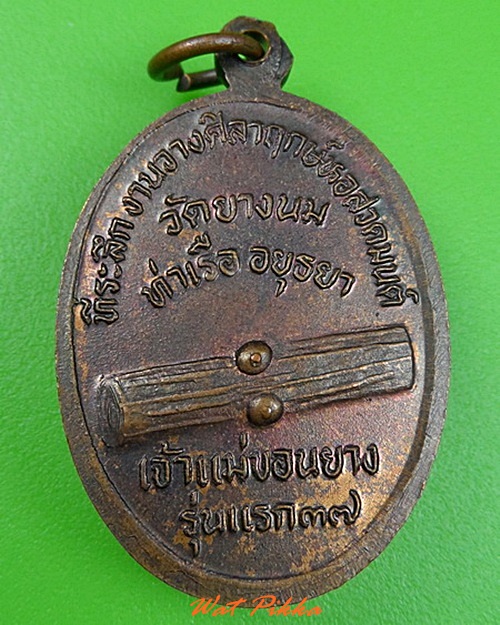 ที่ระลึกงานวางศิลาฤกษ์หอสวดมนต์
วัดยางนม
ท่าเรือ อยุธยา
เจ้าแม่ขอนยาง
รุ่นแรก๓๗
Wat Pikka